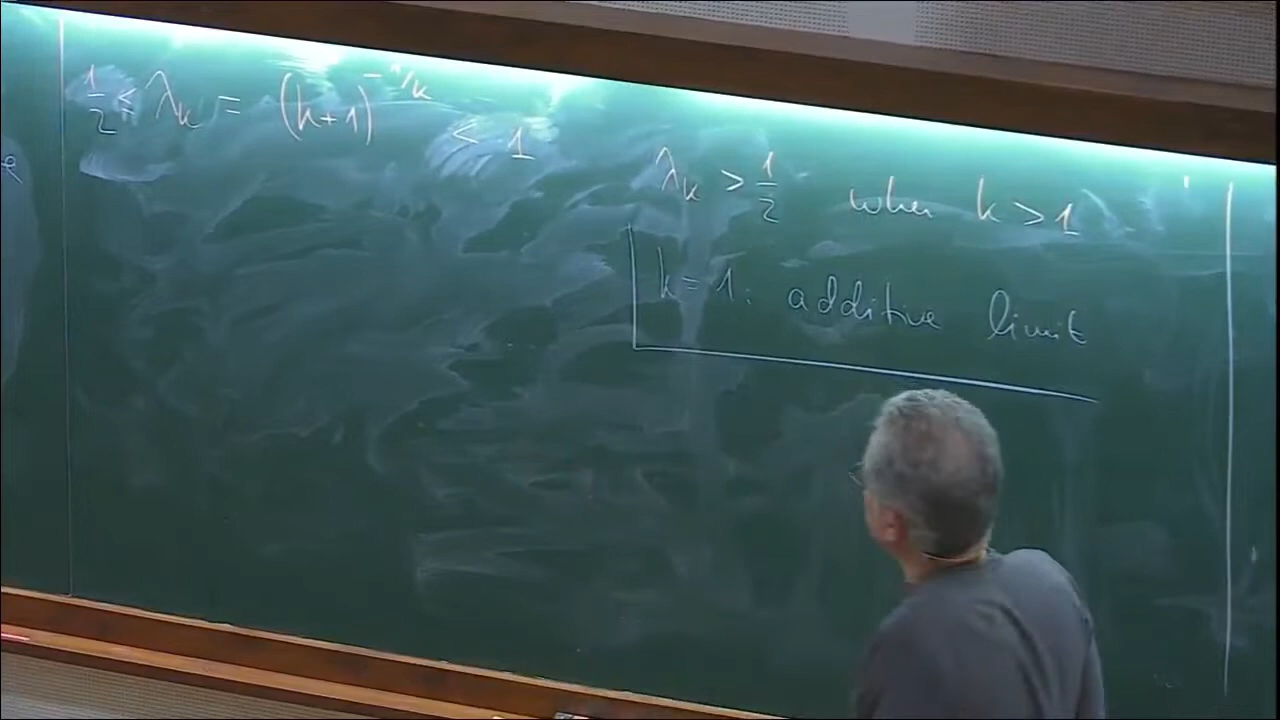 1/2 ≤ λ_k = (k+1)^{-1/k} < 1
λ_k > 1/2 when k > 1
k = 1: additive limit